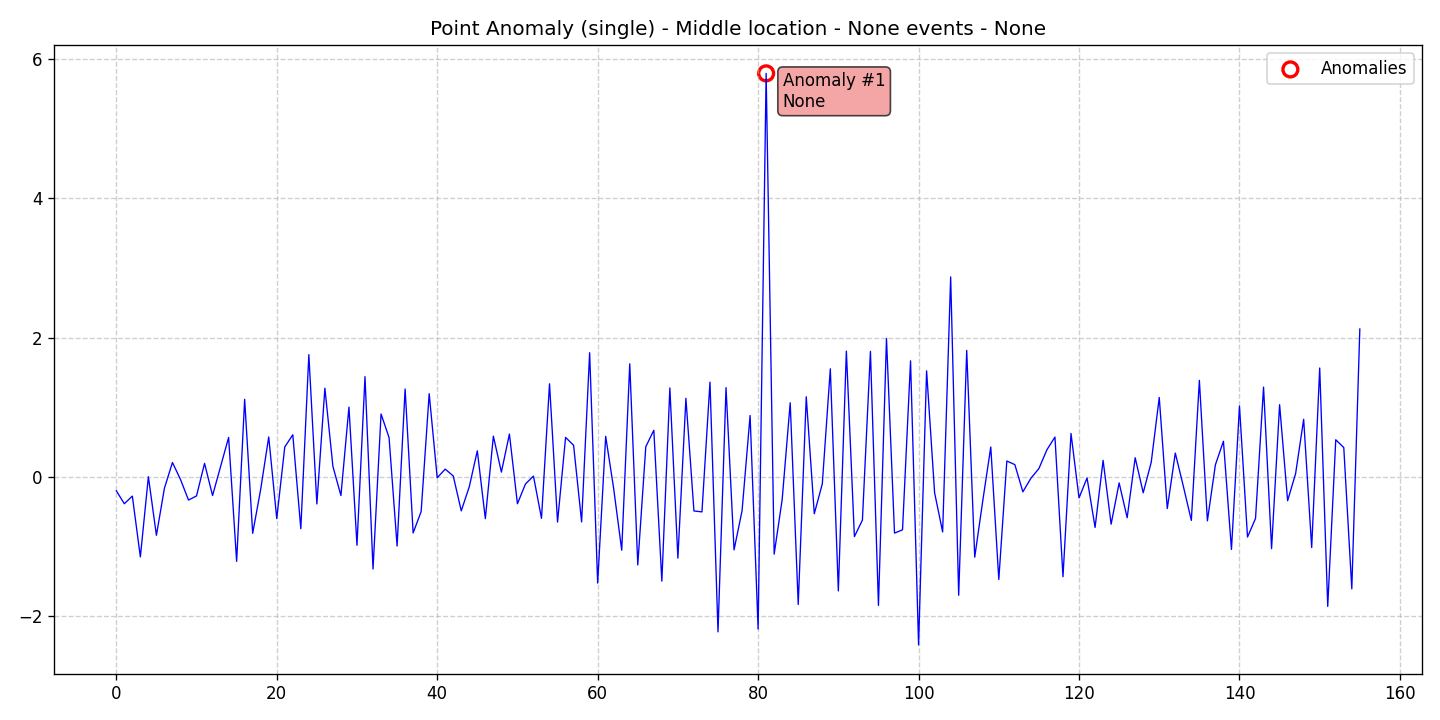 Point Anomaly (single) - Middle location - None events - None
6
4
2
0
−2
Anomaly #1
None
Anomalies
0 20 40 60 80 100 120 140 160